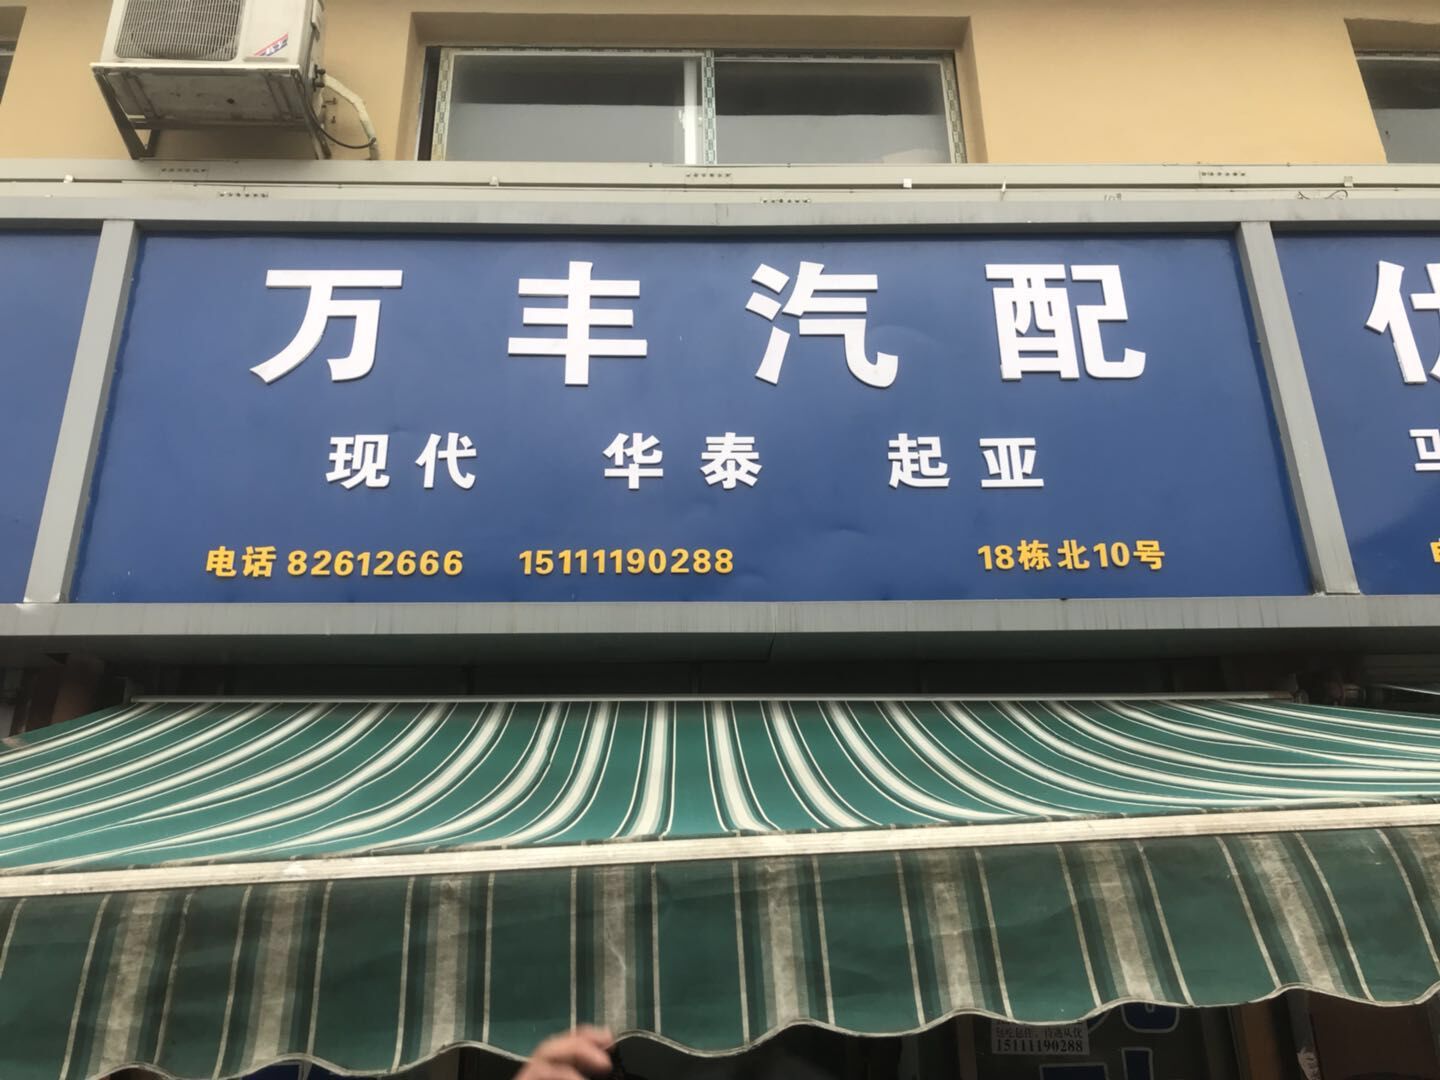 万丰汽配
现代 华泰 起亚
电话 82612666 15111190288 18栋北10号
15111190288